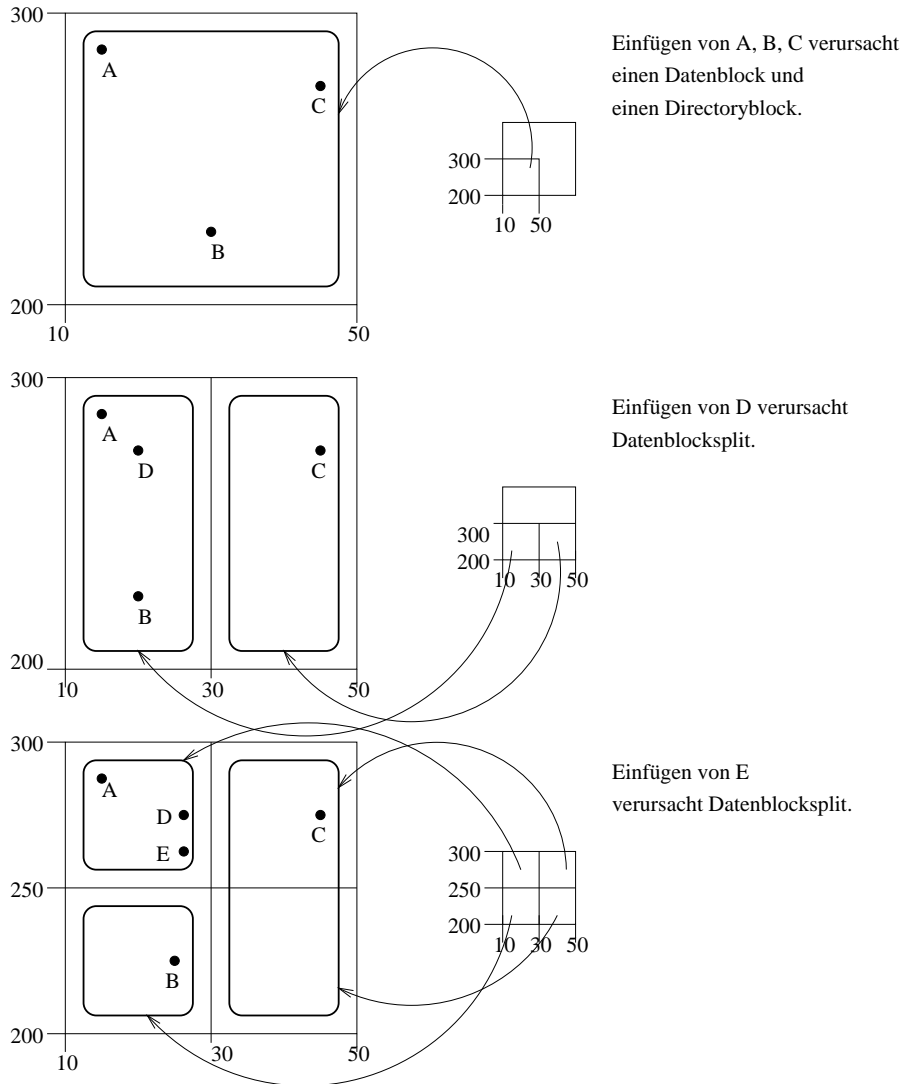 300
A
C
B
200
10
50
300
200
10 50
Einfügen von A, B, C verursacht
einen Datenblock und
einen Directoryblock.
300
A
D
C
B
200
10
30
50
300
200
10 30 50
Einfügen von D verursacht
Datenblocksplit.
300
A
D
C
E
250
B
200
10
30
50
300
250
200
10 30 50
Einfügen von E
verursacht Datenblocksplit.